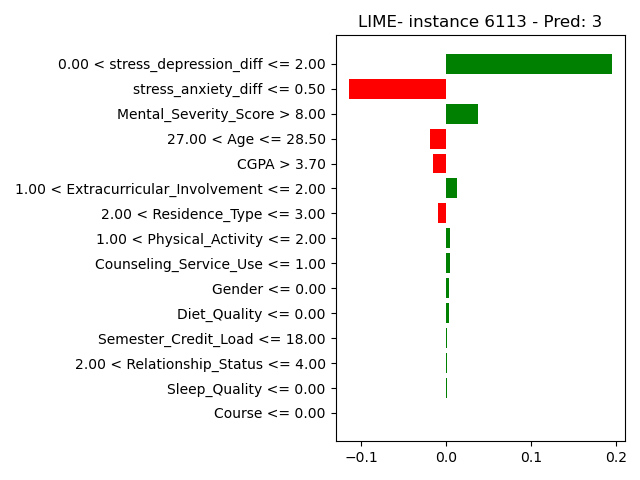 LIME- instance 6113 - Pred: 3
0.00 < stress_depression_diff <= 2.00
stress_anxiety_diff <= 0.50
Mental_Severity_Score > 8.00
27.00 < Age <= 28.50
CGPA > 3.70
1.00 < Extracurricular_Involvement <= 2.00
2.00 < Residence_Type <= 3.00
1.00 < Physical_Activity <= 2.00
Counseling_Service_Use <= 1.00
Gender <= 0.00
Diet_Quality <= 0.00
Semester_Credit_Load <= 18.00
2.00 < Relationship_Status <= 4.00
Sleep_Quality <= 0.00
Course <= 0.00
−0.1 0.0 0.1 0.2